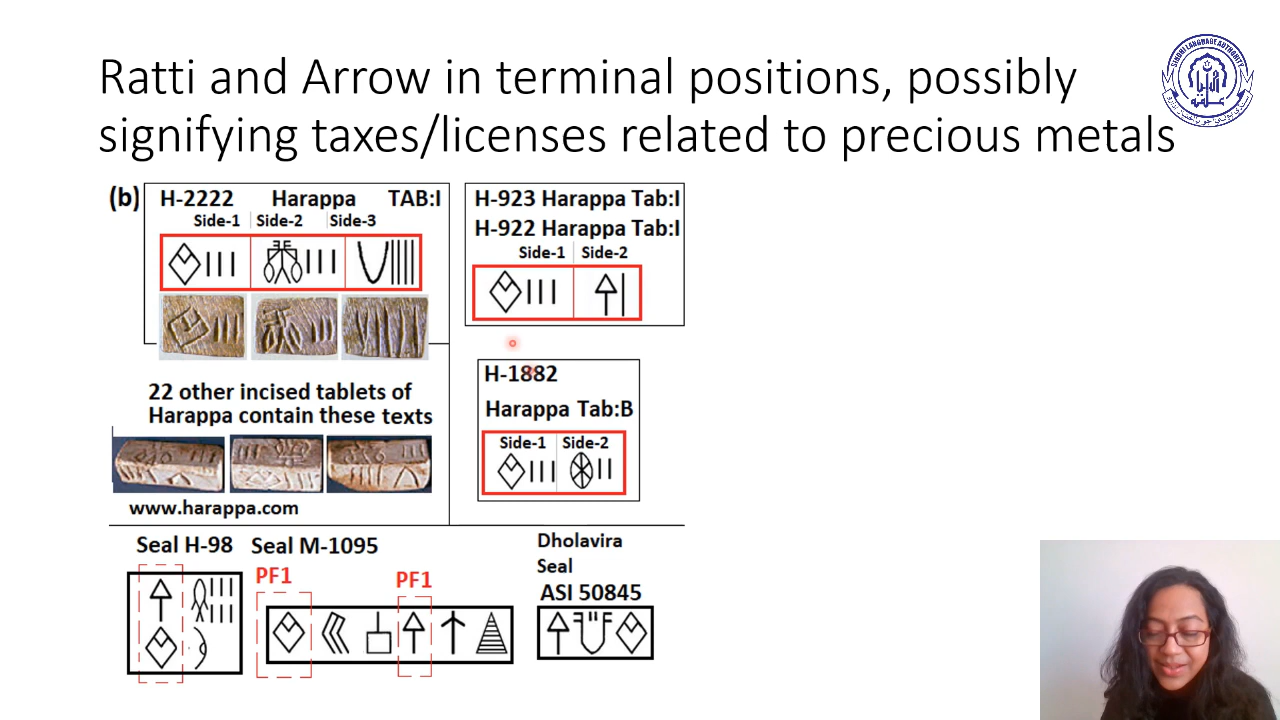 Ratti and Arrow in terminal positions, possibly
signifying taxes/licenses related to precious metals
SINDHI LANGUAGE AUTHORITY
(b)
H-2222 Harappa TAB:I
Side-1 Side-2 Side-3
22 other incised tablets of
Harappa contain these texts
www.harappa.com
H-923 Harappa Tab:I
H-922 Harappa Tab:I
Side-1 Side-2
H-1882
Harappa Tab:B
Side-1 Side-2
Seal H-98
Seal M-1095
PF1
PF1
Dholavira
Seal
ASI 50845